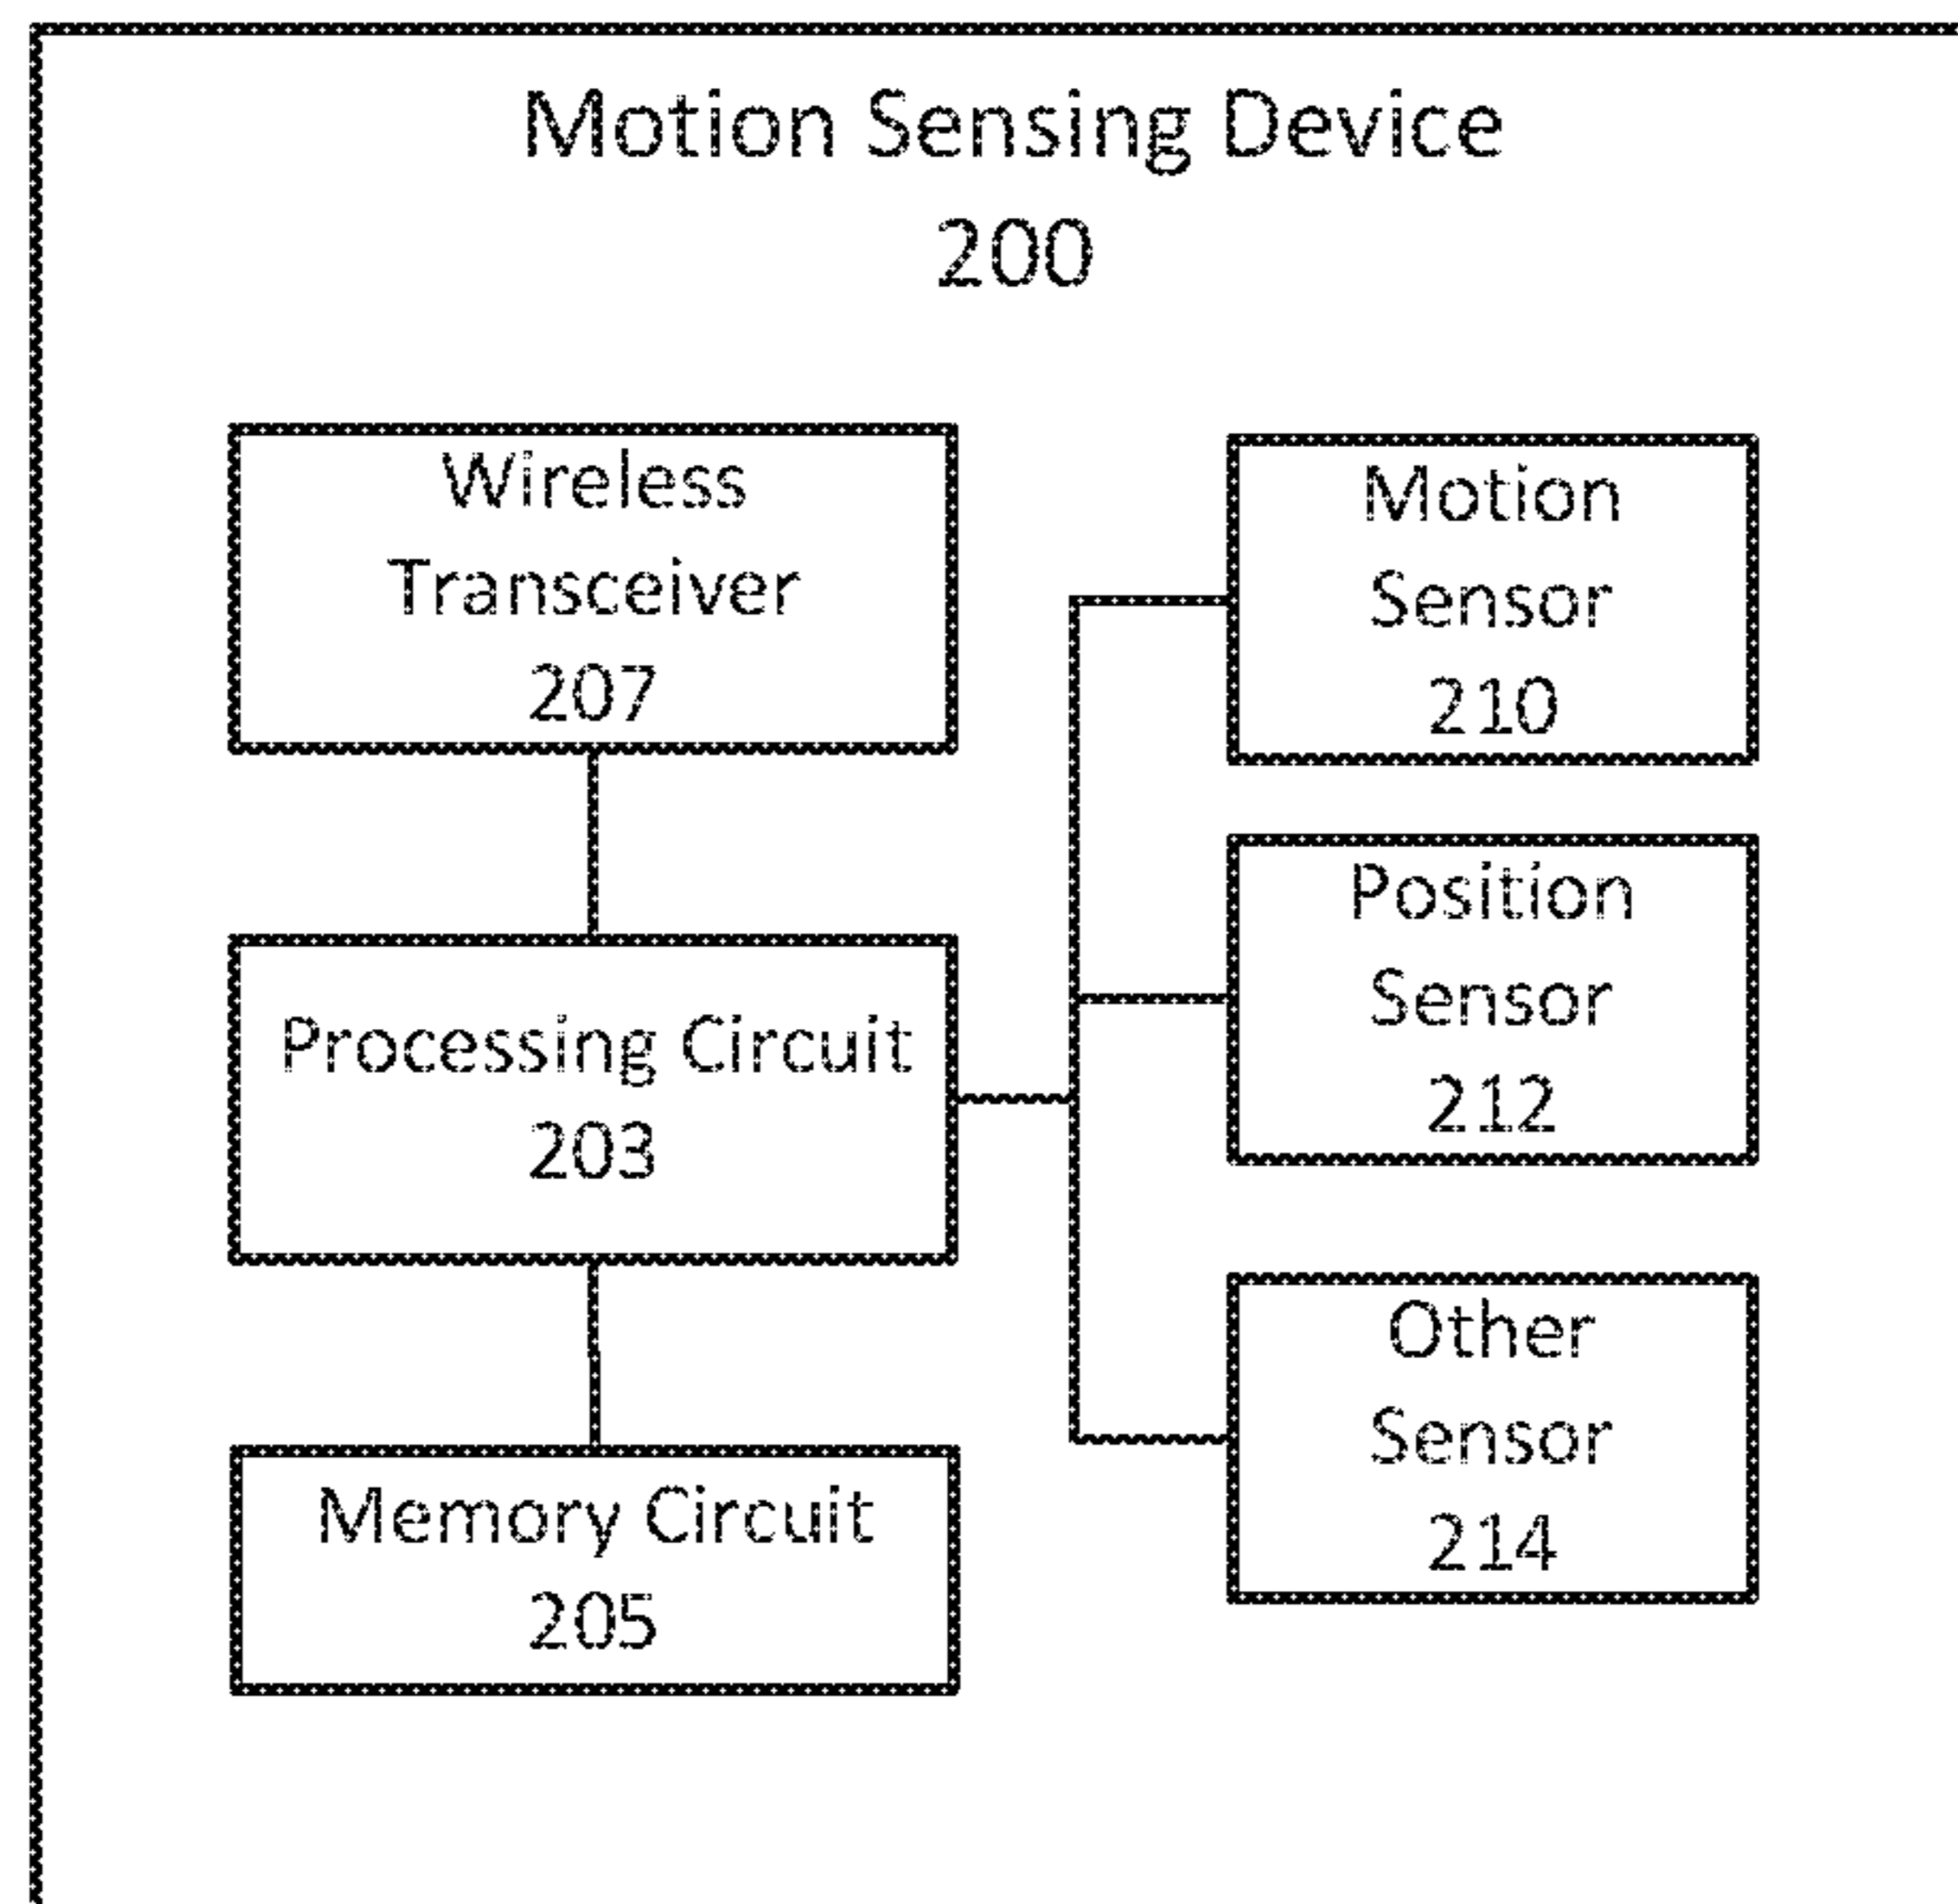 Motion Sensing Device
200
Wireless
Transceiver
207
Processing Circuit
203
Memory Circuit
205
Motion
Sensor
210
Position
Sensor
212
Other
Sensor
214